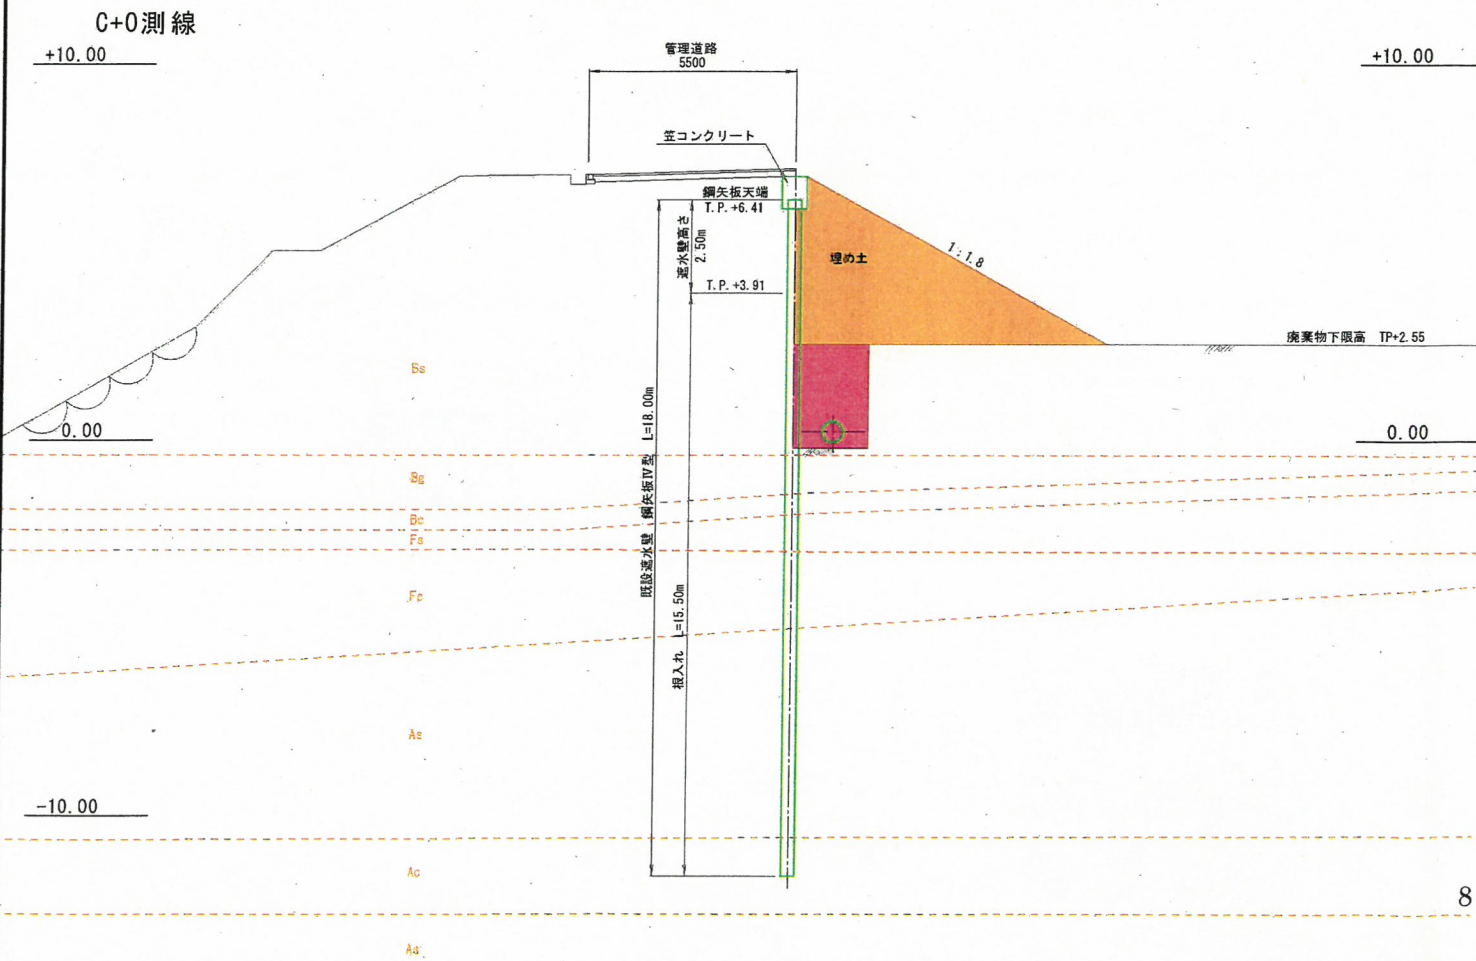 C+0測線
+10.00
管理道路
5500
+10.00
笠コンクリート
鋼矢板天端
T.P.+6.41
遮水壁高さ
2.50m
T.P.+3.91
埋め土
1:1.8
廃棄物下限高 TP+2.55
Bs
0.00
0.00
既設遮水壁 鋼矢板IV型 L=18.00m
根入れ L=15.50m
Bg
Bc
Fs
Fc
As
-10.00
Ac
8
As